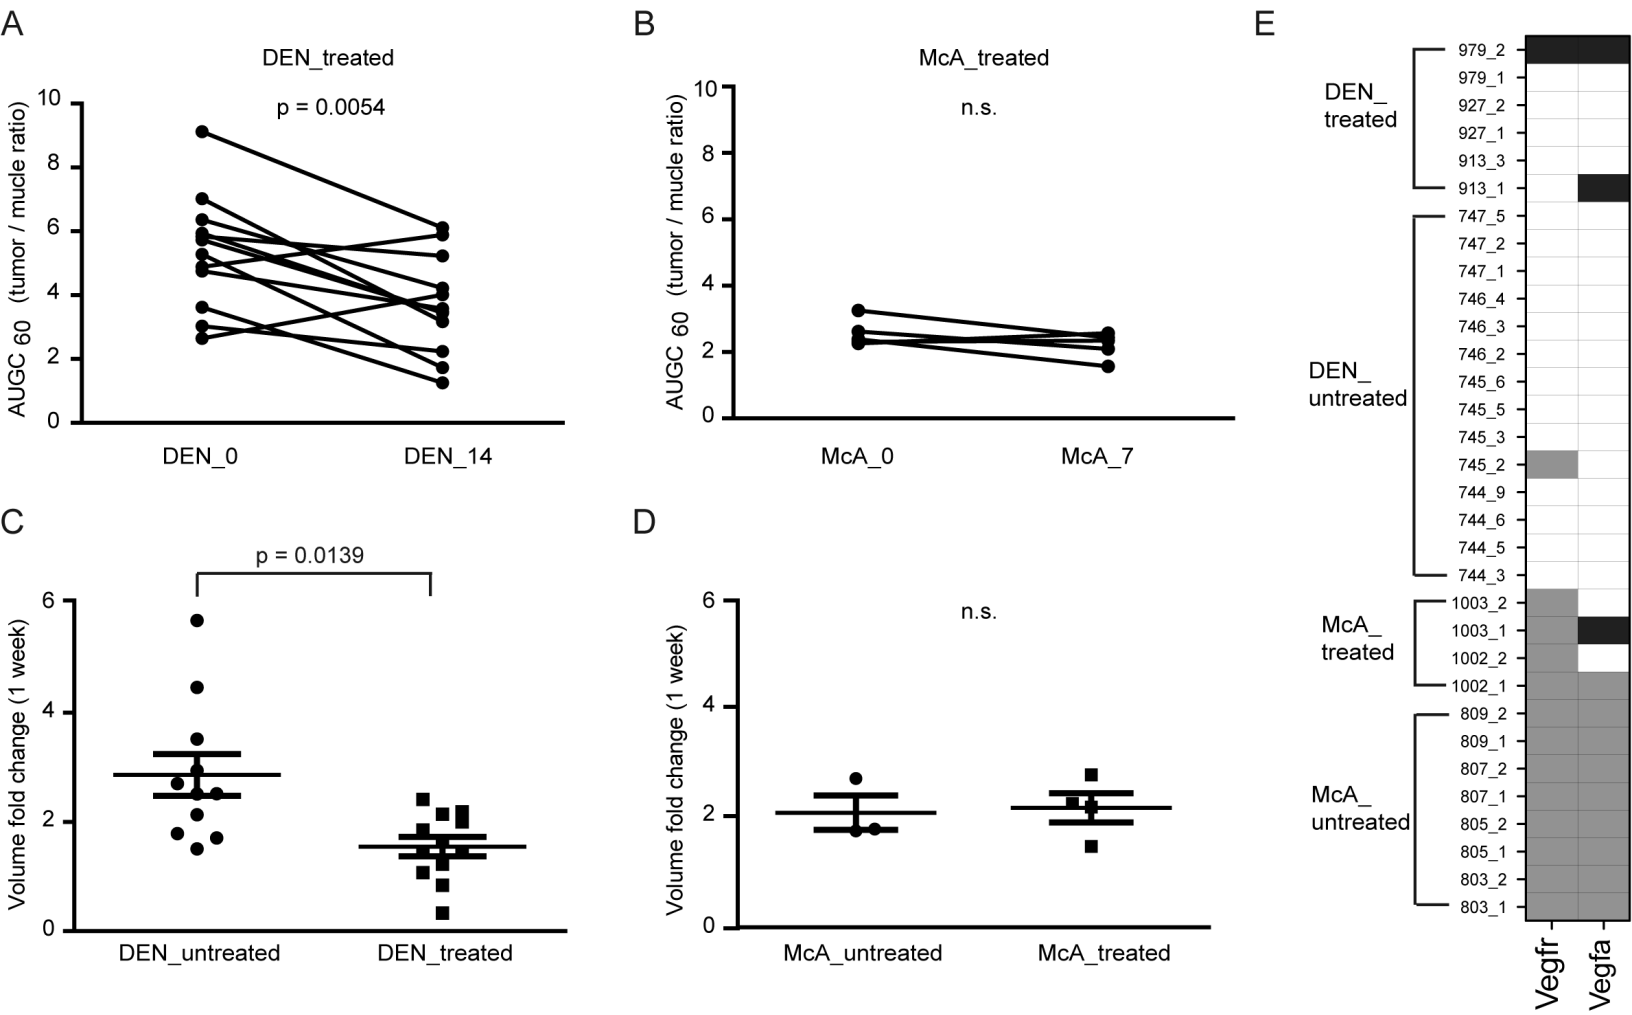 A
DEN_treated
p = 0.0054
AUGC 60 (tumor / mucle ratio)
10
8
6
4
2
0
DEN_0
DEN_14
B
McA_treated
n.s.
AUGC 60 (tumor / mucle ratio)
10
8
6
4
2
0
McA_0
McA_7
C
p = 0.0139
Volume fold change (1 week)
6
4
2
0
DEN_untreated
DEN_treated
D
n.s.
Volume fold change (1 week)
6
4
2
0
McA_untreated
McA_treated
E
DEN_
treated
979_2
979_1
927_2
927_1
913_3
913_1
DEN_
untreated
747_5
747_2
747_1
746_4
746_3
746_2
745_6
745_5
745_3
745_2
744_9
744_6
744_5
744_3
McA_
treated
1003_2
1003_1
1002_2
1002_1
McA_
untreated
809_2
809_1
807_2
807_1
805_2
805_1
803_2
803_1
Vegfr
Vegfa